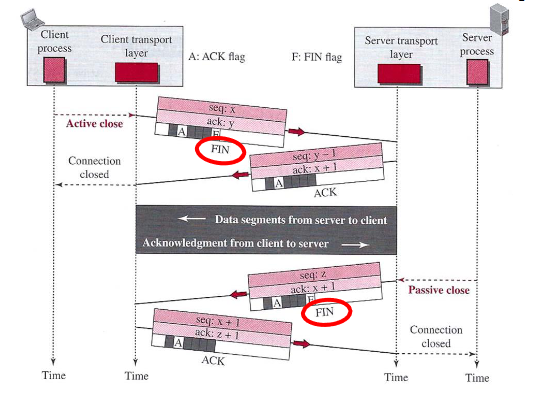 Client
process
Client transport
layer
A: ACK flag
F: FIN flag
Server transport
layer
Server
process
Active close
seq: x
ack: y
A
F
FIN
Connection
closed
seq: y – 1
ack: x + 1
A
ACK
Data segments from server to client
Acknowledgment from client to server
seq: z
ack: x + 1
A
F
FIN
Passive close
seq: x + 1
ack: z + 1
A
ACK
Connection
closed
Time
Time
Time
Time